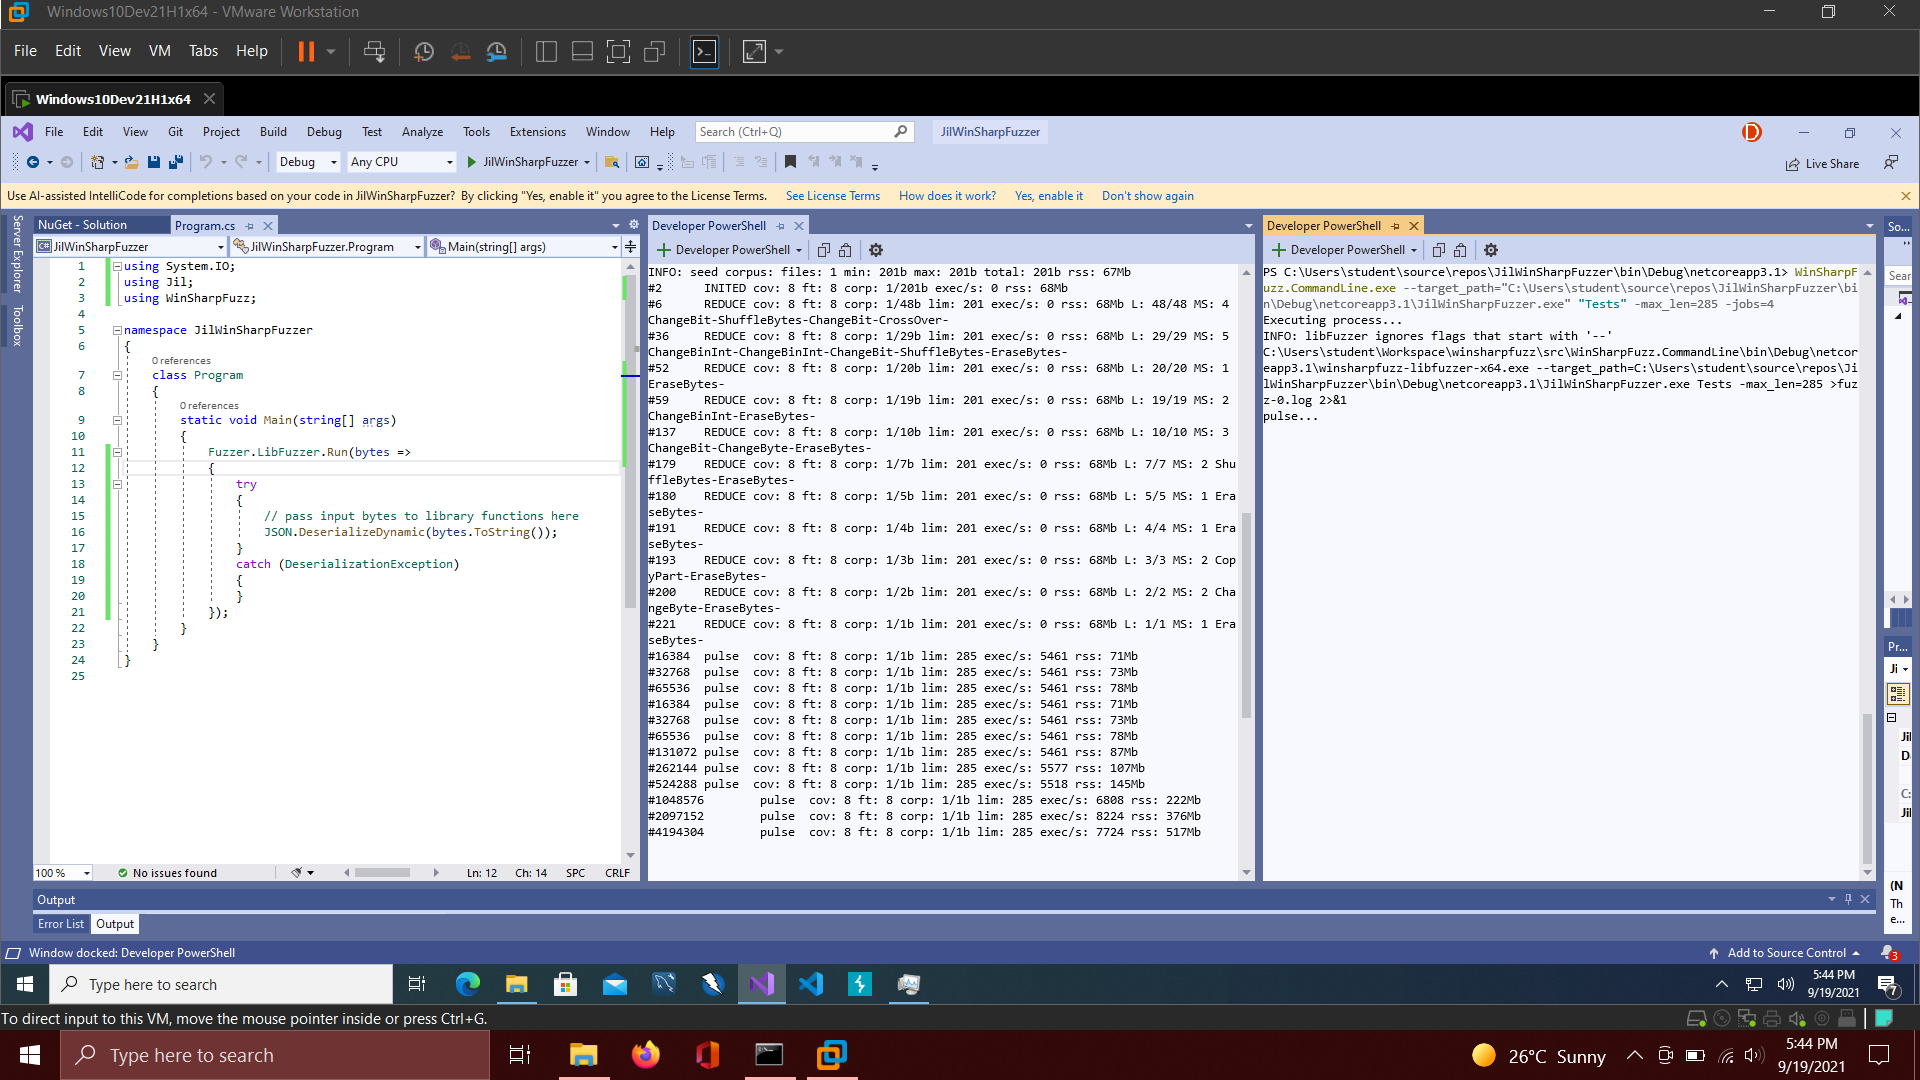 Windows10Dev21H1x64 - VMware Workstation
File Edit View VM Tabs Help
Windows10Dev21H1x64
File Edit View Git Project Build Debug Test Analyze Tools Extensions Window Help Search (Ctrl+Q) JilWinSharpFuzzer
Debug Any CPU JilWinSharpFuzzer Live Share
Use AI-assisted IntelliCode for completions based on your code in JilWinSharpFuzzer? By clicking "Yes, enable it" you agree to the License Terms. See License Terms How does it work? Yes, enable it Don't show again
Server Explorer
Toolbox
NuGet - Solution Program.cs
JilWinSharpFuzzer JilWinSharpFuzzer.Program Main(string[] args)
1 using System.IO;
2 using Jil;
3 using WinSharpFuzz;
4
5 namespace JilWinSharpFuzzer
6 {
0 references
7 class Program
8 {
0 references
9 static void Main(string[] args)
10 {
11 Fuzzer.LibFuzzer.Run(bytes =>
12 {
13 try
14 {
15 // pass input bytes to library functions here
16 JSON.DeserializeDynamic(bytes.ToString());
17 }
18 catch (DeserializationException)
19 {
20 }
21 });
22 }
23 }
24 }
25
100 % No issues found Ln: 12 Ch: 14 SPC CRLF
Developer PowerShell
Developer PowerShell
INFO: seed corpus: files: 1 min: 201b max: 201b total: 201b rss: 67Mb
#2 INITED cov: 8 ft: 8 corp: 1/201b exec/s: 0 rss: 68Mb
#6 REDUCE cov: 8 ft: 8 corp: 1/48b lim: 201 exec/s: 0 rss: 68Mb L: 48/48 MS: 4
ChangeBit-ShuffleBytes-ChangeBit-CrossOver-
#36 REDUCE cov: 8 ft: 8 corp: 1/29b lim: 201 exec/s: 0 rss: 68Mb L: 29/29 MS: 5
ChangeBinInt-ChangeBinInt-ChangeBit-ShuffleBytes-EraseBytes-
#52 REDUCE cov: 8 ft: 8 corp: 1/20b lim: 201 exec/s: 0 rss: 68Mb L: 20/20 MS: 1
EraseBytes-
#59 REDUCE cov: 8 ft: 8 corp: 1/19b lim: 201 exec/s: 0 rss: 68Mb L: 19/19 MS: 2
ChangeBinInt-EraseBytes-
#137 REDUCE cov: 8 ft: 8 corp: 1/10b lim: 201 exec/s: 0 rss: 68Mb L: 10/10 MS: 3
ChangeBit-ChangeByte-EraseBytes-
#179 REDUCE cov: 8 ft: 8 corp: 1/7b lim: 201 exec/s: 0 rss: 68Mb L: 7/7 MS: 2 Shu
ffleBytes-EraseBytes-
#180 REDUCE cov: 8 ft: 8 corp: 1/5b lim: 201 exec/s: 0 rss: 68Mb L: 5/5 MS: 1 Era
seBytes-
#191 REDUCE cov: 8 ft: 8 corp: 1/4b lim: 201 exec/s: 0 rss: 68Mb L: 4/4 MS: 1 Era
seBytes-
#193 REDUCE cov: 8 ft: 8 corp: 1/3b lim: 201 exec/s: 0 rss: 68Mb L: 3/3 MS: 2 Cop
yPart-EraseBytes-
#200 REDUCE cov: 8 ft: 8 corp: 1/2b lim: 201 exec/s: 0 rss: 68Mb L: 2/2 MS: 2 Cha
ngeByte-EraseBytes-
#221 REDUCE cov: 8 ft: 8 corp: 1/1b lim: 201 exec/s: 0 rss: 68Mb L: 1/1 MS: 1 Era
seBytes-
#16384 pulse cov: 8 ft: 8 corp: 1/1b lim: 285 exec/s: 5461 rss: 71Mb
#32768 pulse cov: 8 ft: 8 corp: 1/1b lim: 285 exec/s: 5461 rss: 73Mb
#65536 pulse cov: 8 ft: 8 corp: 1/1b lim: 285 exec/s: 5461 rss: 78Mb
#16384 pulse cov: 8 ft: 8 corp: 1/1b lim: 285 exec/s: 5461 rss: 71Mb
#32768 pulse cov: 8 ft: 8 corp: 1/1b lim: 285 exec/s: 5461 rss: 73Mb
#65536 pulse cov: 8 ft: 8 corp: 1/1b lim: 285 exec/s: 5461 rss: 78Mb
#131072 pulse cov: 8 ft: 8 corp: 1/1b lim: 285 exec/s: 5461 rss: 87Mb
#262144 pulse cov: 8 ft: 8 corp: 1/1b lim: 285 exec/s: 5577 rss: 107Mb
#524288 pulse cov: 8 ft: 8 corp: 1/1b lim: 285 exec/s: 5518 rss: 145Mb
#1048576 pulse cov: 8 ft: 8 corp: 1/1b lim: 285 exec/s: 6808 rss: 222Mb
#2097152 pulse cov: 8 ft: 8 corp: 1/1b lim: 285 exec/s: 8224 rss: 376Mb
#4194304 pulse cov: 8 ft: 8 corp: 1/1b lim: 285 exec/s: 7724 rss: 517Mb
Developer PowerShell
Developer PowerShell
PS C:\Users\student\source\repos\JilWinSharpFuzzer\bin\Debug\netcoreapp3.1> WinSharpF
uzz.CommandLine.exe --target_path="C:\Users\student\source\repos\JilWinSharpFuzzer\bi
n\Debug\netcoreapp3.1\JilWinSharpFuzzer.exe" "Tests" -max_len=285 -jobs=4
Executing process...
INFO: libFuzzer ignores flags that start with '--'
C:\Users\student\Workspace\winsharpfuzz\src\WinSharpFuzz.CommandLine\bin\Debug\netcor
eapp3.1\winsharpfuzz-libfuzzer-x64.exe --target_path=C:\Users\student\source\repos\Ji
lWinSharpFuzzer\bin\Debug\netcoreapp3.1\JilWinSharpFuzzer.exe Tests -max_len=285 >fuz
z-0.log 2>&1
pulse...
So...
Sear
Pr...
Ji
Jil
De
C:
Jil
(N
Th
e...
Output
Error List Output
Window docked: Developer PowerShell Add to Source Control 3
Type here to search 5:44 PM
9/19/2021 7
To direct input to this VM, move the mouse pointer inside or press Ctrl+G.
Type here to search 26°C Sunny 5:44 PM
9/19/2021